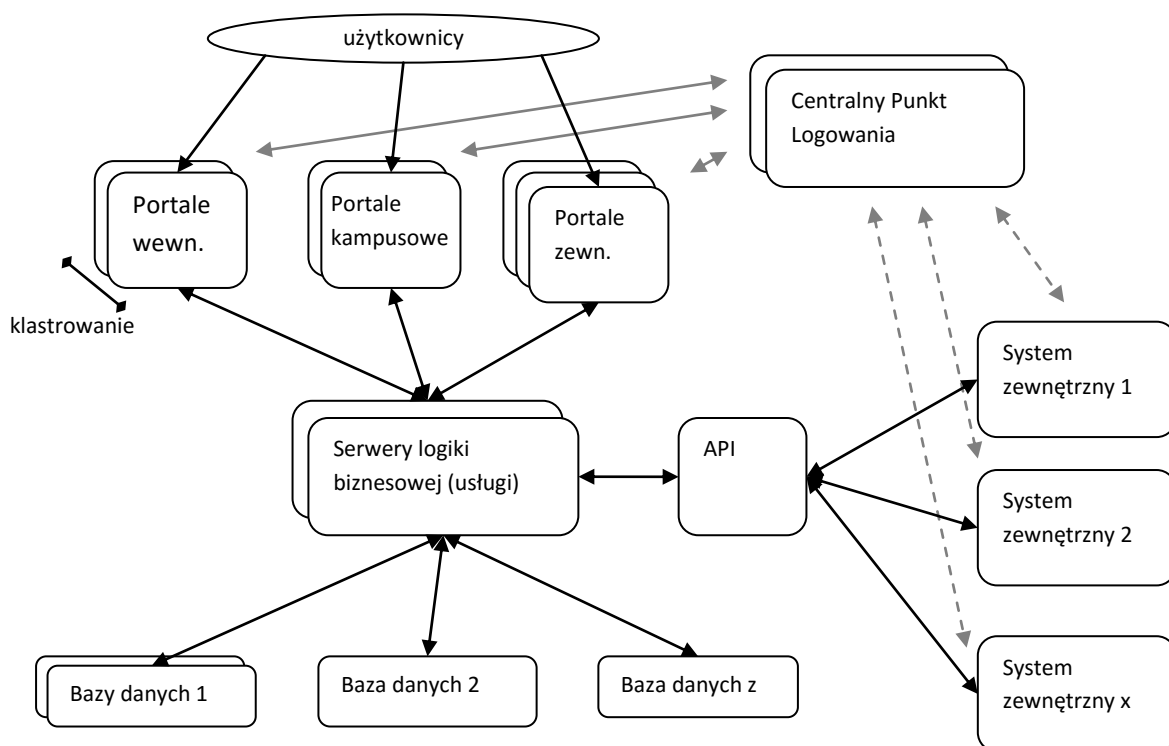 użytkownicy
Centralny Punkt
Logowania
Portale
wewn.
Portale
kampusowe
Portale
zewn.
klastrowanie
System
zewnętrzny 1
Serwery logiki
biznesowej (usługi)
API
System
zewnętrzny 2
System
zewnętrzny x
Bazy danych 1
Baza danych 2
Baza danych z